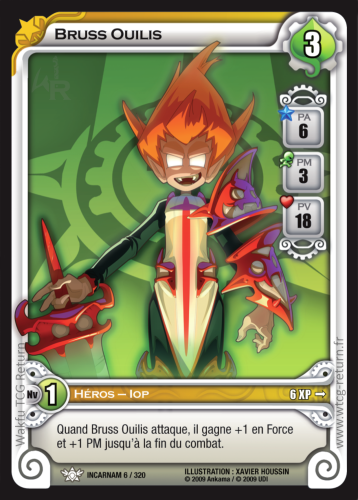 Bruss Ouilis
3
PA
6
PM
3
PV
18
WR
Wakfu TCG Return
www.wtcg-return.fr
Nv 1 Héros – Iop 6 XP →
Quand Bruss Ouilis attaque, il gagne +1 en Force
et +1 PM jusqu'à la fin du combat.
INCARNAM 6 / 320
ILLUSTRATION : XAVIER HOUSSIN
© 2009 Ankama / © 2009 UDI